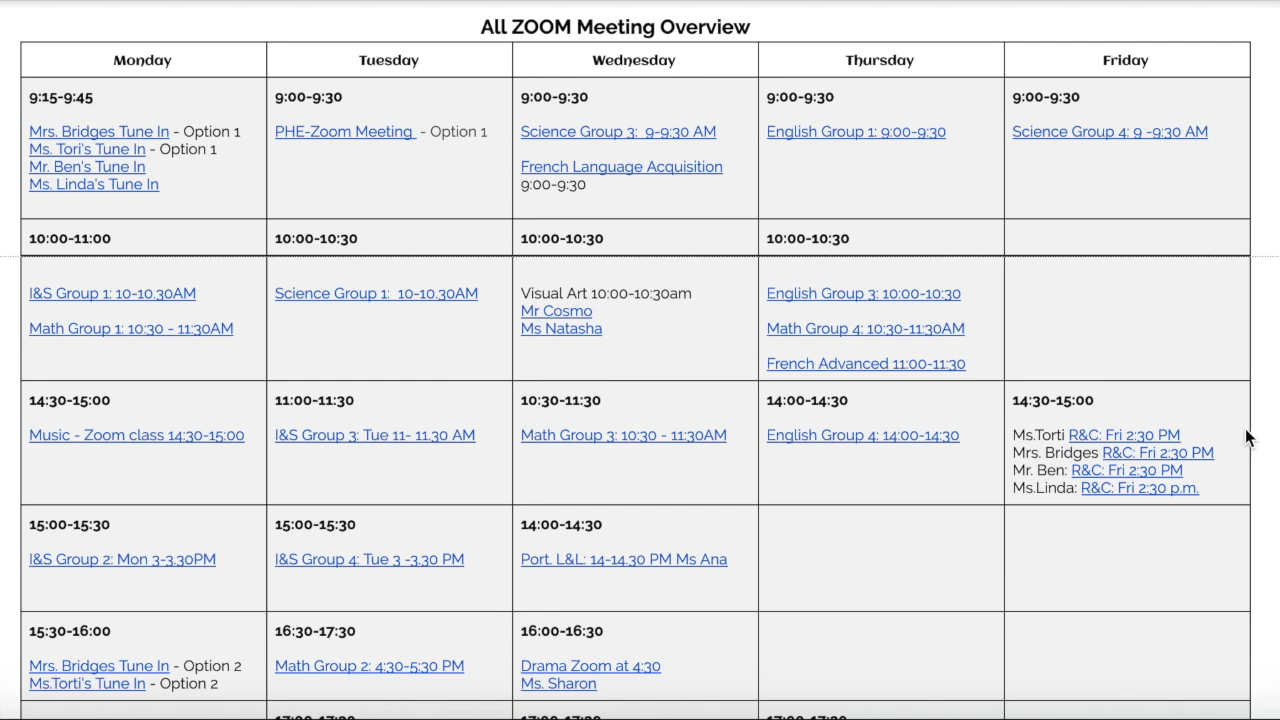 All ZOOM Meeting Overview
Monday
Tuesday
Wednesday
Thursday
Friday
9:15-9:45
Mrs. Bridges Tune In - Option 1
Ms. Tori's Tune In - Option 1
Mr. Ben's Tune In
Ms. Linda's Tune In
9:00-9:30
PHE-Zoom Meeting - Option 1
9:00-9:30
Science Group 3: 9-9:30 AM
French Language Acquisition
9:00-9:30
9:00-9:30
English Group 1: 9:00-9:30
9:00-9:30
Science Group 4: 9 -9:30 AM
10:00-11:00
10:00-10:30
10:00-10:30
10:00-10:30
I&S Group 1: 10-10.30AM
Math Group 1: 10:30 - 11:30AM
Science Group 1: 10-10.30AM
Visual Art 10:00-10:30am
Mr Cosmo
Ms Natasha
English Group 3: 10:00-10:30
Math Group 4: 10:30-11:30AM
French Advanced 11:00-11:30
14:30-15:00
Music - Zoom class 14:30-15:00
11:00-11:30
I&S Group 3: Tue 11- 11.30 AM
10:30-11:30
Math Group 3: 10:30 - 11:30AM
14:00-14:30
English Group 4: 14:00-14:30
14:30-15:00
Ms.Torti R&C: Fri 2:30 PM
Mrs. Bridges R&C: Fri 2:30 PM
Mr. Ben: R&C: Fri 2:30 PM
Ms.Linda: R&C: Fri 2:30 p.m.
15:00-15:30
I&S Group 2: Mon 3-3.30PM
15:00-15:30
I&S Group 4: Tue 3 -3.30 PM
14:00-14:30
Port. L&L: 14-14.30 PM Ms Ana
15:30-16:00
Mrs. Bridges Tune In - Option 2
Ms.Torti's Tune In - Option 2
16:30-17:30
Math Group 2: 4:30-5:30 PM
16:00-16:30
Drama Zoom at 4:30
Ms. Sharon